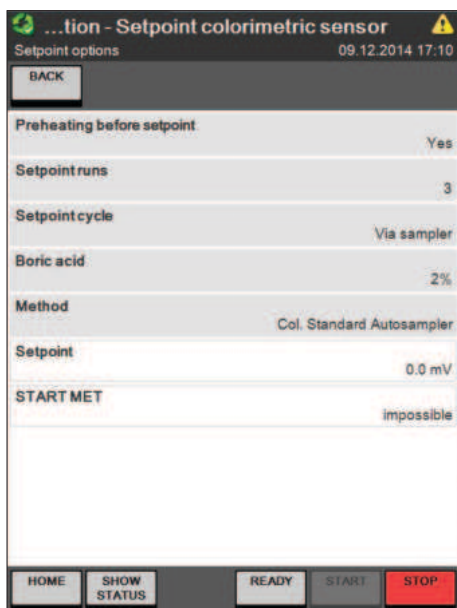 ...tion - Setpoint colorimetric sensor
Setpoint options 09.12.2014 17:10
BACK
Preheating before setpoint
Yes
Setpoint runs
3
Setpoint cycle
Via sampler
Boric acid
2%
Method
Col. Standard Autosampler
Setpoint
0.0 mV
START MET
impossible
HOME SHOW STATUS READY START STOP